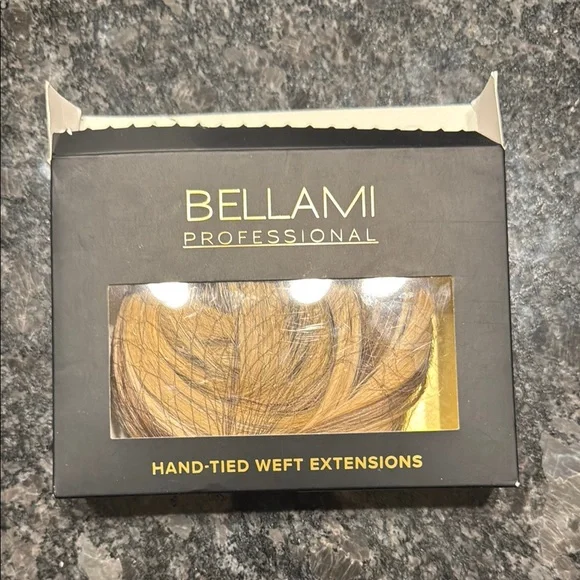 BELLAMI
PROFESSIONAL
HAND-TIED WEFT EXTENSIONS